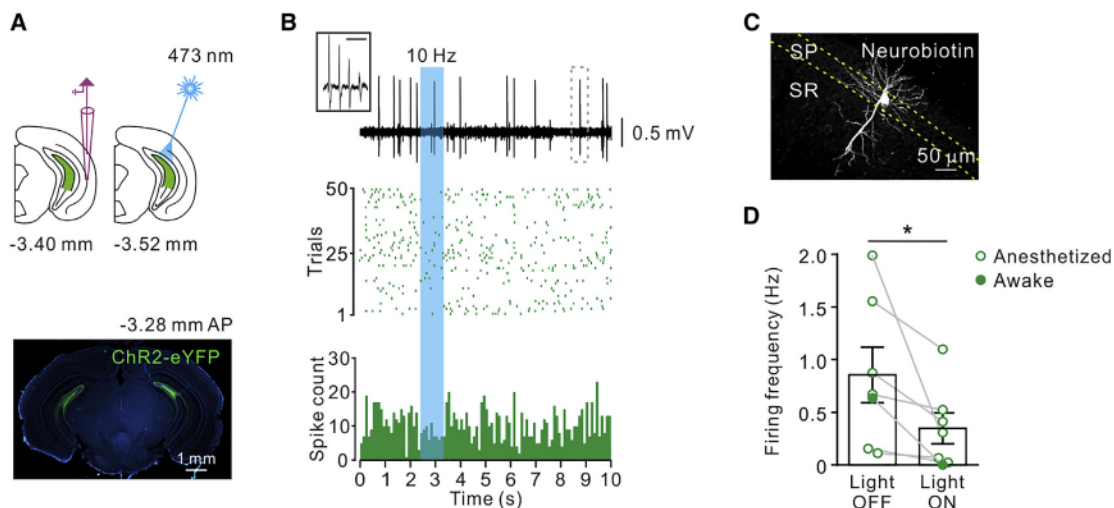 A
473 nm
-3.40 mm
-3.52 mm
-3.28 mm AP
ChR2-eYFP
1 mm
B
10 Hz
0.5 mV
50
25
1
Trials
30
20
10
0
Spike count
0 1 2 3 4 5 6 7 8 9 10
Time (s)
C
SP
Neurobiotin
SR
50 μm
D
*
2.0
1.5
1.0
0.5
0
Firing frequency (Hz)
Light OFF
Light ON
Anesthetized
Awake